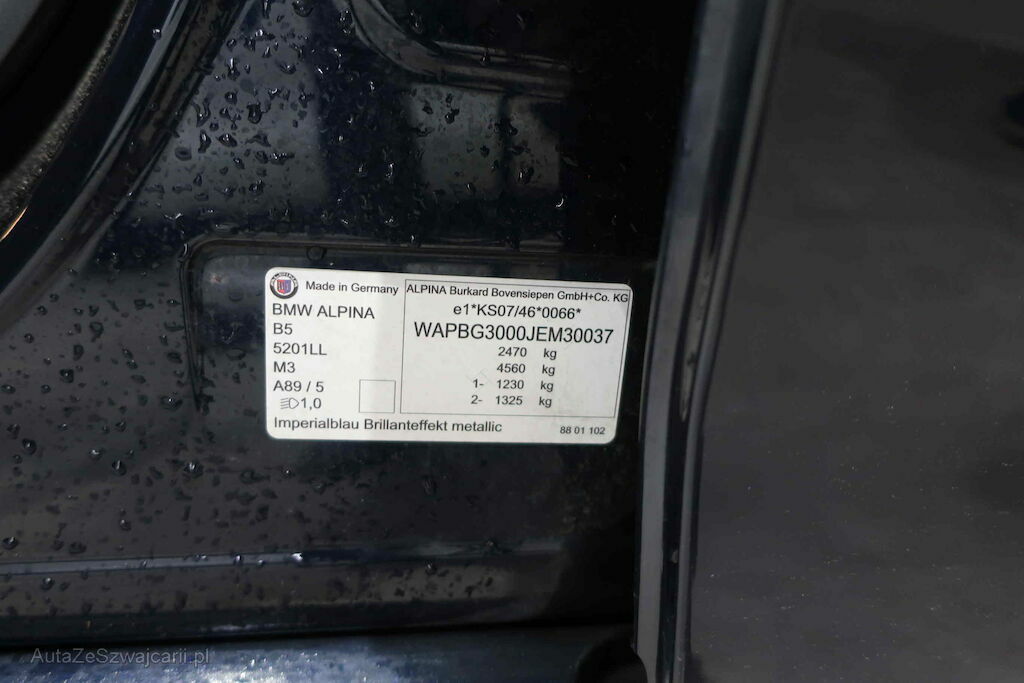 Made in Germany
BMW ALPINA
B5
5201LL
M3
A89 / 5
1,0
ALPINA Burkard Bovensiepen GmbH+Co. KG
e1*KS07/46*0066*
WAPBG3000JEM30037
2470 kg
4560 kg
1- 1230 kg
2- 1325 kg
Imperialblau Brillanteffekt metallic
88 01 102
AutaZeSzwajcarii.pl